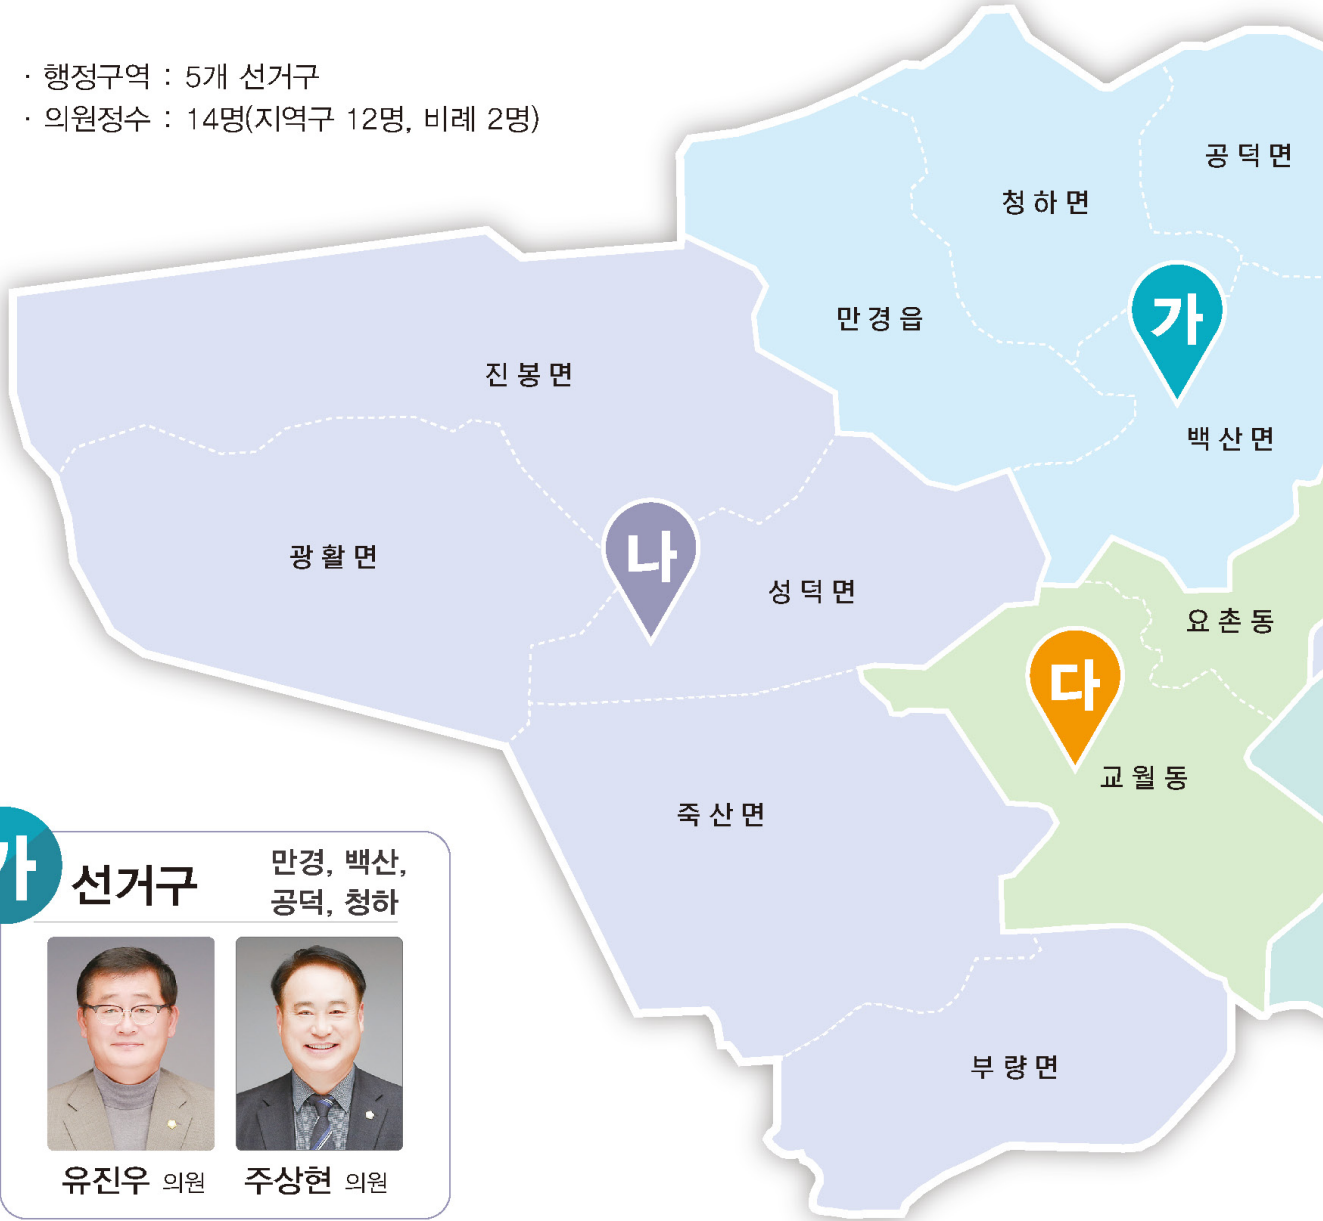 · 행정구역 : 5개 선거구
· 의원정수 : 14명(지역구 12명, 비례 2명)
공덕면
청하면
가
만경읍
진봉면
백산면
나
광활면
성덕면
요촌동
다
교월동
죽산면
가 선거구 만경, 백산,
공덕, 청하
부량면
유진우 의원 주상현 의원